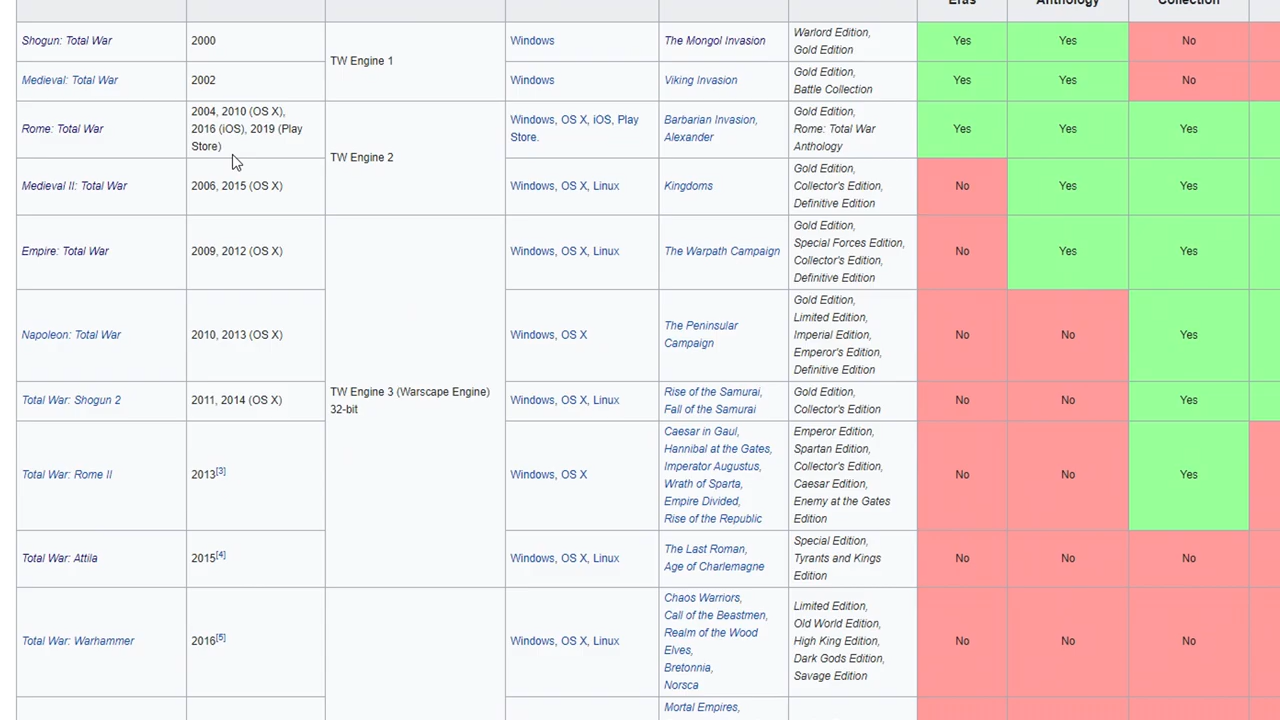 Eras Anthology Collection
Shogun: Total War
2000
TW Engine 1
Windows
The Mongol Invasion
Warlord Edition,
Gold Edition
Yes
Yes
No
Medieval: Total War
2002
Windows
Viking Invasion
Gold Edition,
Battle Collection
Yes
Yes
No
Rome: Total War
2004, 2010 (OS X),
2016 (iOS), 2019 (Play
Store)
TW Engine 2
Windows, OS X, iOS, Play
Store.
Barbarian Invasion,
Alexander
Gold Edition,
Rome: Total War
Anthology
Yes
Yes
Yes
Medieval II: Total War
2006, 2015 (OS X)
Windows, OS X, Linux
Kingdoms
Gold Edition,
Collector's Edition,
Definitive Edition
No
Yes
Yes
Empire: Total War
2009, 2012 (OS X)
TW Engine 3 (Warscape Engine)
32-bit
Windows, OS X, Linux
The Warpath Campaign
Gold Edition,
Special Forces Edition,
Collector's Edition,
Definitive Edition
No
Yes
Yes
Napoleon: Total War
2010, 2013 (OS X)
Windows, OS X
The Peninsular
Campaign
Gold Edition,
Limited Edition,
Imperial Edition,
Emperor's Edition,
Definitive Edition
No
No
Yes
Total War: Shogun 2
2011, 2014 (OS X)
Windows, OS X, Linux
Rise of the Samurai,
Fall of the Samurai
Gold Edition,
Collector's Edition
No
No
Yes
Total War: Rome II
2013[3]
Windows, OS X
Caesar in Gaul,
Hannibal at the Gates,
Imperator Augustus,
Wrath of Sparta,
Empire Divided,
Rise of the Republic
Emperor Edition,
Spartan Edition,
Collector's Edition,
Caesar Edition,
Enemy at the Gates
Edition
No
No
Yes
Total War: Attila
2015[4]
Windows, OS X, Linux
The Last Roman,
Age of Charlemagne
Special Edition,
Tyrants and Kings
Edition
No
No
No
Total War: Warhammer
2016[5]
Windows, OS X, Linux
Chaos Warriors,
Call of the Beastmen,
Realm of the Wood
Elves,
Bretonnia,
Norsca
Limited Edition,
Old World Edition,
High King Edition,
Dark Gods Edition,
Savage Edition
No
No
No
Mortal Empires,